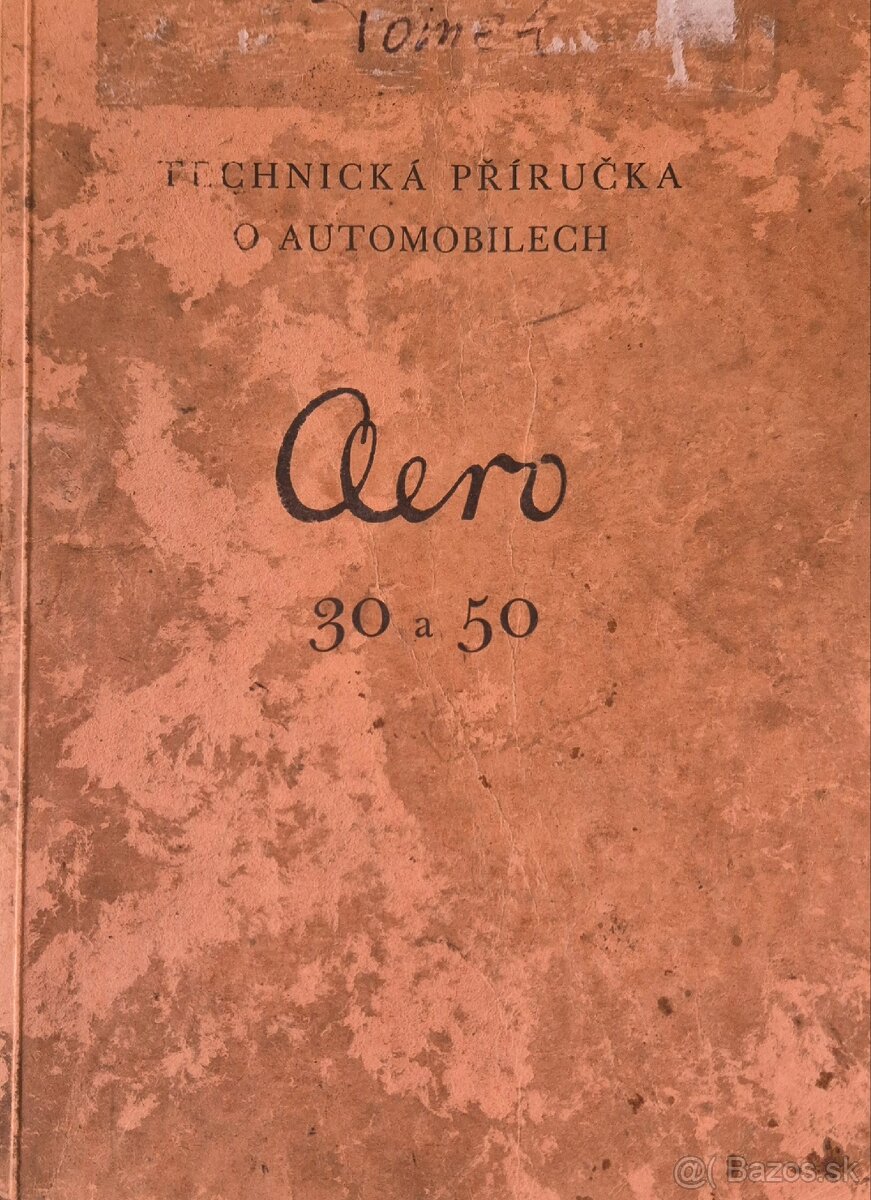 TECHNICKÁ PŘÍRUČKA
O AUTOMOBILECH
Aero
30 a 50
@( Bazos.sk